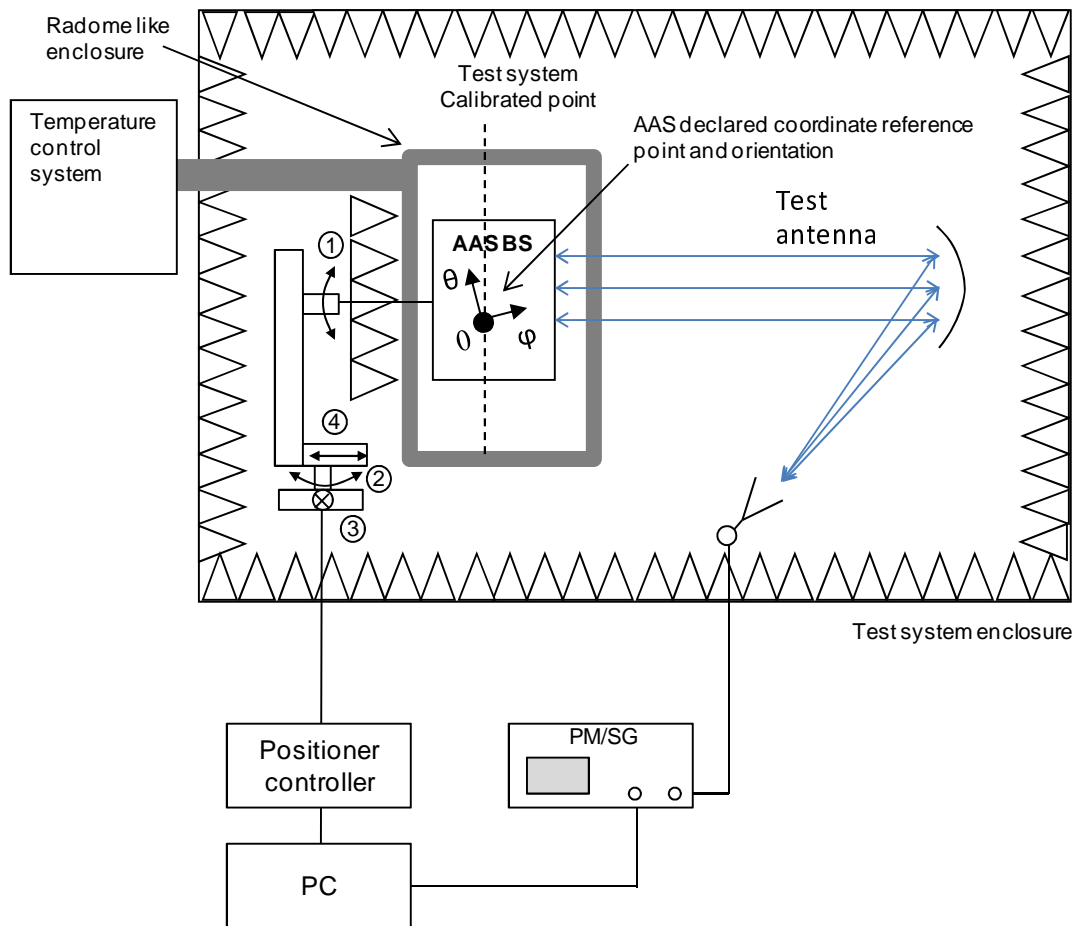 Radome like
enclosure
Test system
Calibrated point
Temperature
control
system
AAS declared coordinate reference
point and orientation
Test
antenna
①
AAS BS
θ
0
φ
④
②
③
Test system enclosure
Positioner
controller
PM/SG
PC